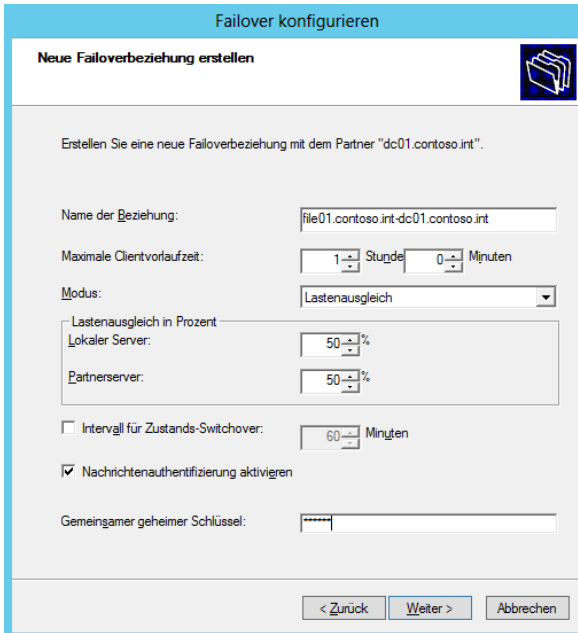 Failover konfigurieren
Neue Failoverbeziehung erstellen
Erstellen Sie eine neue Failoverbeziehung mit dem Partner "dc01.contoso.int".
Name der Beziehung: file01.contoso.int-dc01.contoso.int
Maximale Clientvorlaufzeit: 1 Stunde 0 Minuten
Modus: Lastenausgleich
Lastenausgleich in Prozent
Lokaler Server: 50 %
Partnerserver: 50 %
Intervall für Zustands-Switchover: 60 Minuten
Nachrichtenauthentifizierung aktivieren
Gemeinsamer geheimer Schlüssel: ******
< Zurück Weiter > Abbrechen